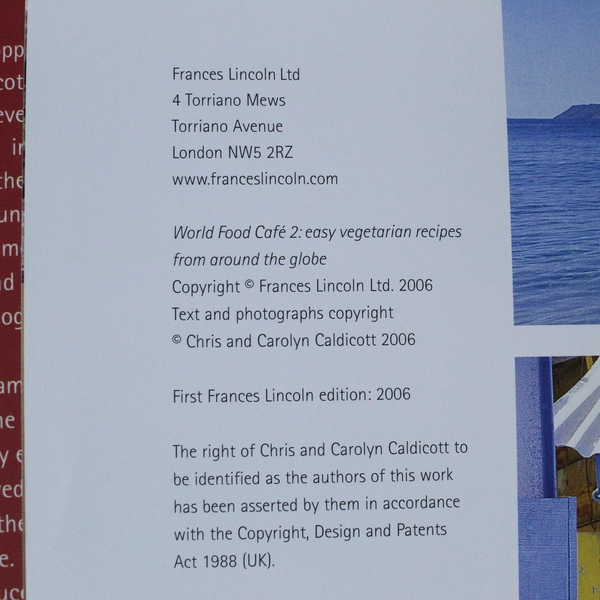 Frances Lincoln Ltd
4 Torriano Mews
Torriano Avenue
London NW5 2RZ
www.franceslincoln.com
World Food Café 2: easy vegetarian recipes
from around the globe
Copyright © Frances Lincoln Ltd. 2006
Text and photographs copyright
© Chris and Carolyn Caldicott 2006
First Frances Lincoln edition: 2006
The right of Chris and Carolyn Caldicott to
be identified as the authors of this work
has been asserted by them in accordance
with the Copyright, Design and Patents
Act 1988 (UK).